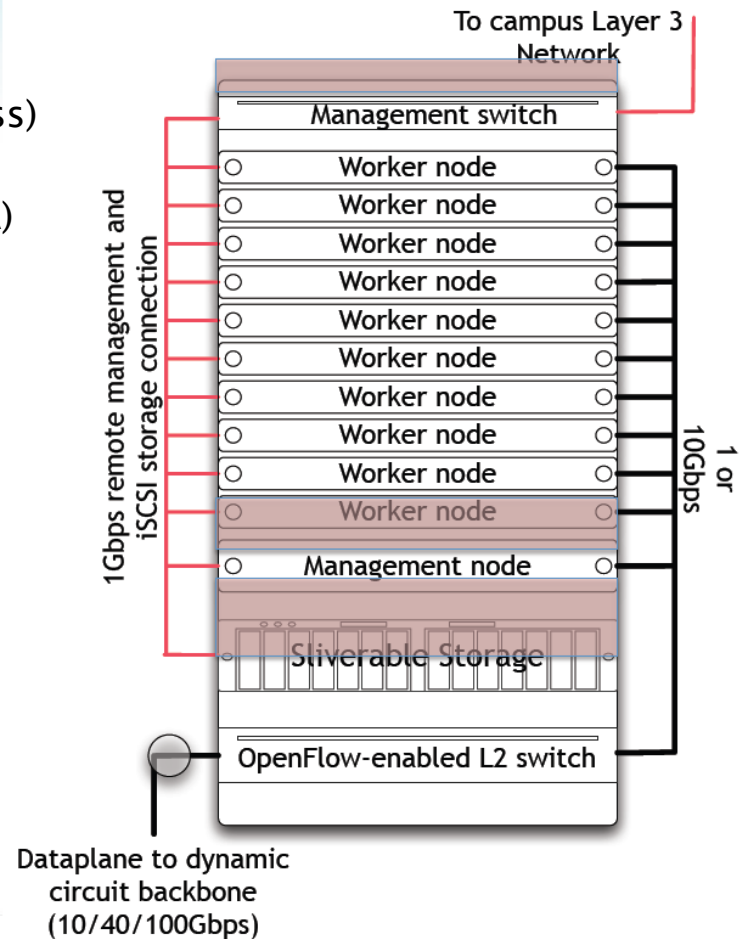 To campus Layer 3
Network
ss)
)
Management switch
Worker node
Worker node
Worker node
Worker node
Worker node
Worker node
Worker node
Worker node
Worker node
Worker node
Management node
Sliverable Storage
OpenFlow-enabled L2 switch
1Gbps remote management and
iSCSI storage connection
1 or
10Gbps
Dataplane to dynamic
circuit backbone
(10/40/100Gbps)